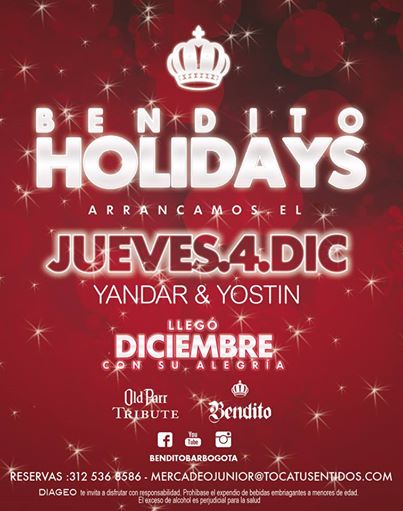 BENDITO
HOLIDAYS
ARRANCAMOS EL
JUEVES.4.DIC
YANDAR & YOSTIN
LLEGÓ
DICIEMBRE
CON SU ALEGRÍA
Old Parr
TRIBUTE
Bendito
You
Tube
BENDITOBARBOGOTA
RESERVAS :312 536 8586 - MERCADEOJUNIOR@TOCATUSENTIDOS.COM
DIAGEO te invita a disfrutar con responsabilidad. Prohíbase el expendio de bebidas embriagantes a menores de edad.
El exceso de alcohol es perjudicial para la salud